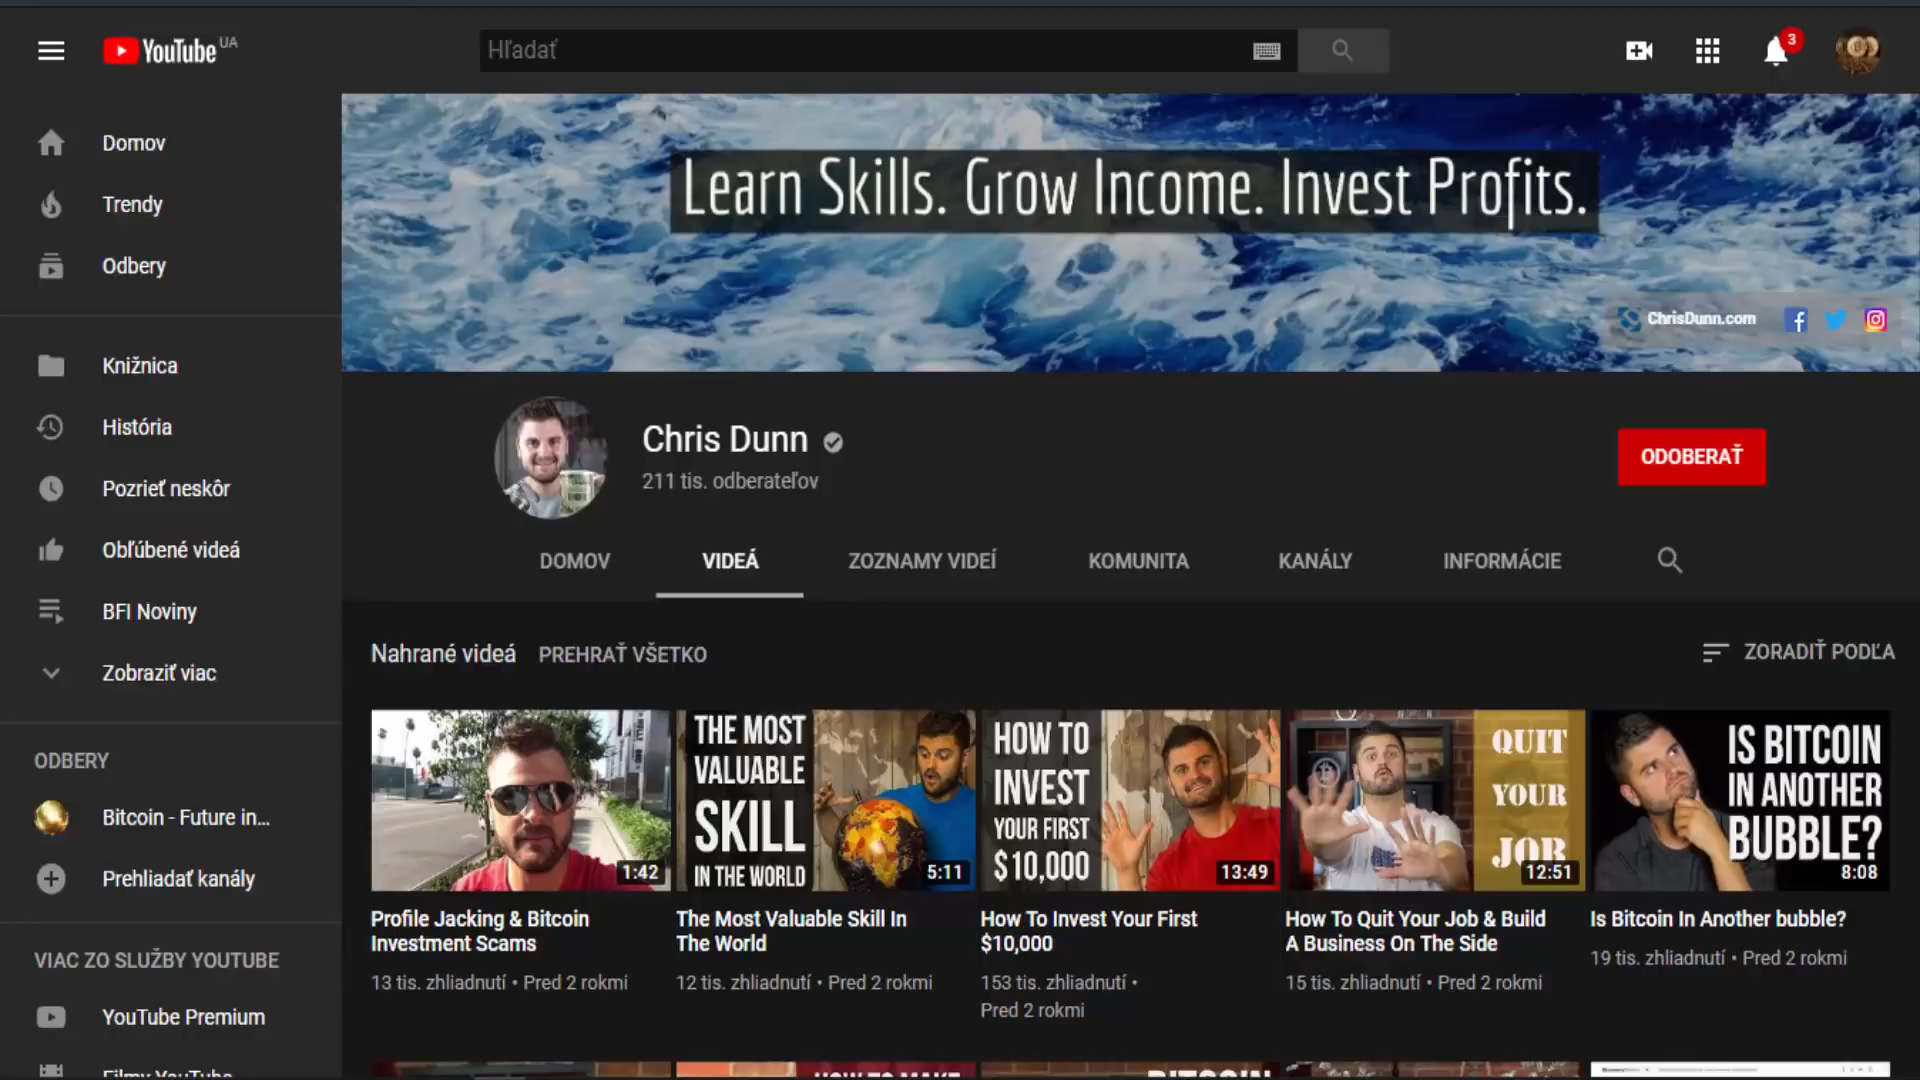 YouTube UA
Hľadať
3
Domov
Trendy
Odbery
Knižnica
História
Pozrieť neskôr
Obľúbené videá
BFI Noviny
Zobraziť viac
ODBERY
Bitcoin - Future in...
Prehliadať kanály
VIAC ZO SLUŽBY YOUTUBE
YouTube Premium
Filmy YouTube
Learn Skills. Grow Income. Invest Profits.
ChrisDunn.com
Chris Dunn
211 tis. odberateľov
ODOBERAŤ
DOMOV
VIDEÁ
ZOZNAMY VIDEÍ
KOMUNITA
KANÁLY
INFORMÁCIE
Nahrané videá
PREHRAŤ VŠETKO
ZORADIŤ PODĽA
1:42
Profile Jacking & Bitcoin
Investment Scams
13 tis. zhliadnutí • Pred 2 rokmi
THE MOST
VALUABLE
SKILL
IN THE WORLD
5:11
The Most Valuable Skill In
The World
12 tis. zhliadnutí • Pred 2 rokmi
HOW TO
INVEST
YOUR FIRST
$10,000
13:49
How To Invest Your First
$10,000
153 tis. zhliadnutí •
Pred 2 rokmi
QUIT
YOUR
JOB
12:51
How To Quit Your Job & Build
A Business On The Side
15 tis. zhliadnutí • Pred 2 rokmi
IS BITCOIN
IN ANOTHER
BUBBLE?
8:08
Is Bitcoin In Another bubble?
19 tis. zhliadnutí • Pred 2 rokmi
HOW TO MAKE
BITCOIN